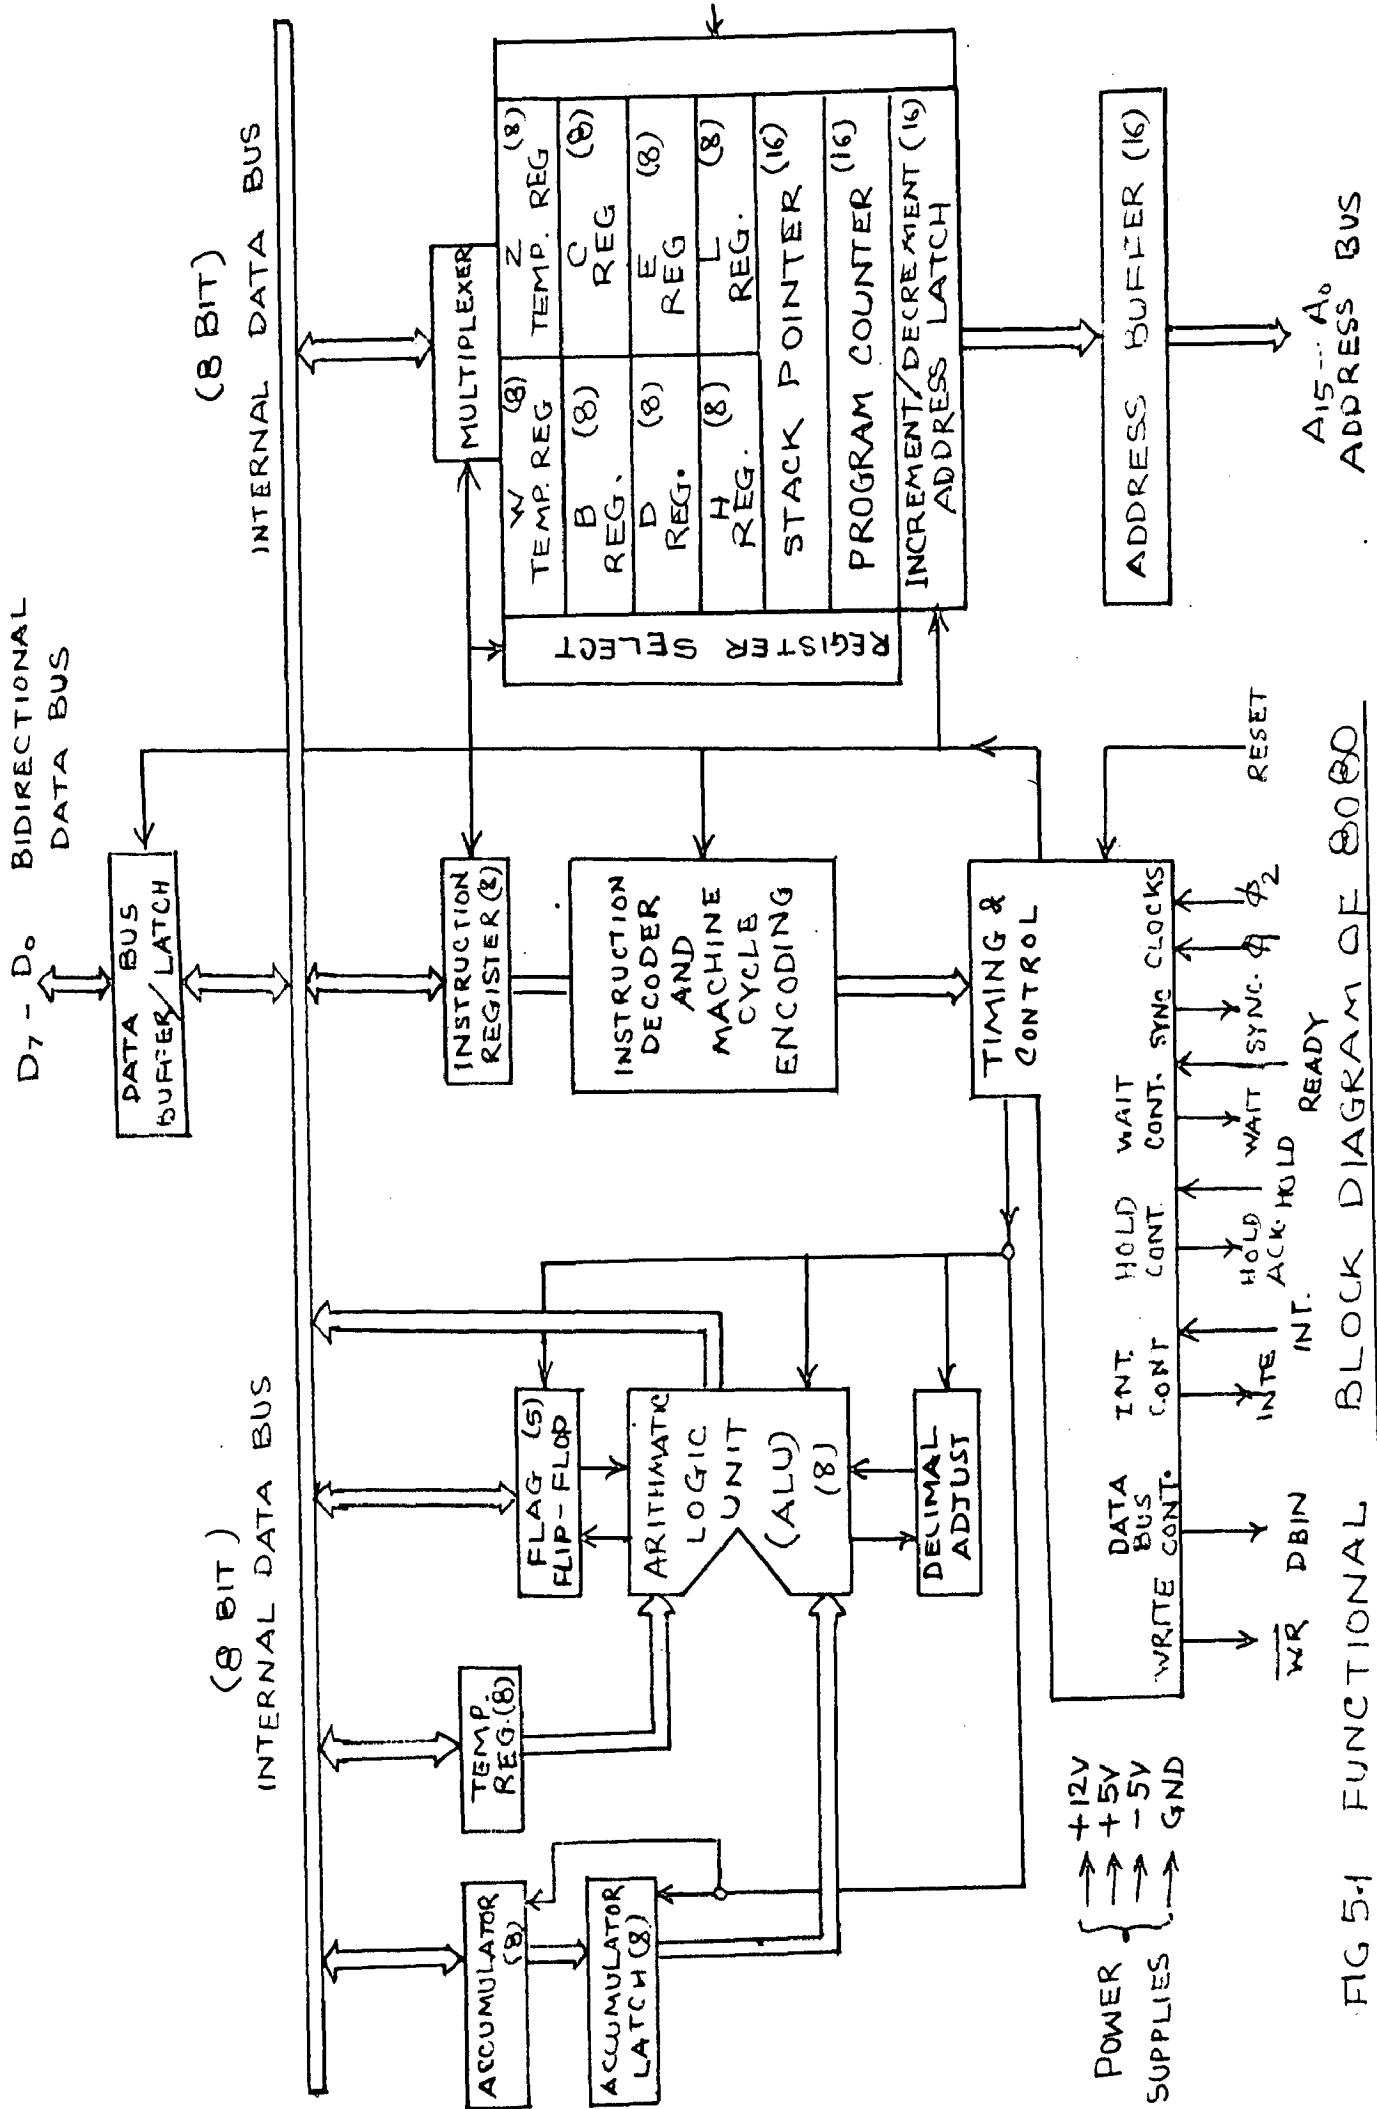 D7 - D0 BIDIRECTIONAL
DATA BUS
DATA BUS
BUFFER/LATCH
(8 BIT)
INTERNAL DATA BUS
(8 BIT)
INTERNAL DATA BUS
ACCUMULATOR
(8)
ACCUMULATOR
LATCH (8)
TEMP.
REG. (8)
FLAG (5)
FLIP-FLOP
ARITHMATIC
LOGIC
UNIT
(ALU)
(8)
DECIMAL
ADJUST
INSTRUCTION
REGISTER (8)
INSTRUCTION
DECODER
AND
MACHINE
CYCLE
ENCODING
MULTIPLEXER
REGISTER SELECT
W (8)
TEMP. REG
Z (8)
TEMP. REG
B (8)
REG.
C (8)
REG
D (8)
REG.
E (8)
REG
H (8)
REG.
L (8)
REG.
STACK POINTER (16)
PROGRAM COUNTER (16)
INCREMENT/DECREMENT (16)
ADDRESS LATCH
ADDRESS BUFFER (16)
A15---A0
ADDRESS BUS
TIMING &
CONTROL
WRITE
DATA
BUS
CONT.
INT.
CONT
HOLD
CONT.
WAIT
CONT.
SYNC
CLOCKS
WR
DBIN
INTE
INT.
HOLD
ACK.
HOLD
WAIT
READY
SYNC.
ϕ1
ϕ2
RESET
POWER
SUPPLIES
+12V
+5V
-5V
GND
FIG 5.1 FUNCTIONAL BLOCK DIAGRAM OF 8080